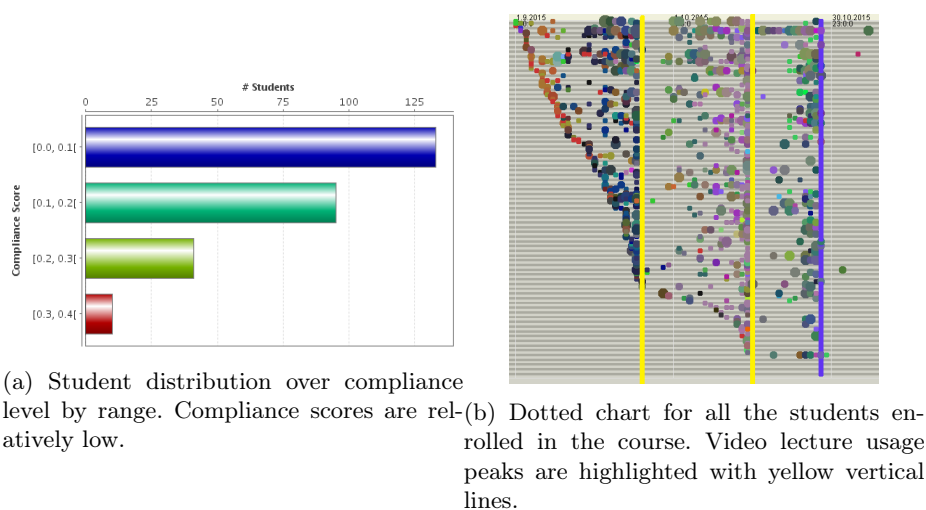 # Students
0 25 50 75 100 125
Compliance Score
[0.0, 0.1[
[0.1, 0.2[
[0.2, 0.3[
[0.3, 0.4[
(a) Student distribution over compliance
level by range. Compliance scores are rel-
atively low.
1.9.2015 1.10.2015 30.10.2015
23:0:0
(b) Dotted chart for all the students en-
rolled in the course. Video lecture usage
peaks are highlighted with yellow vertical
lines.